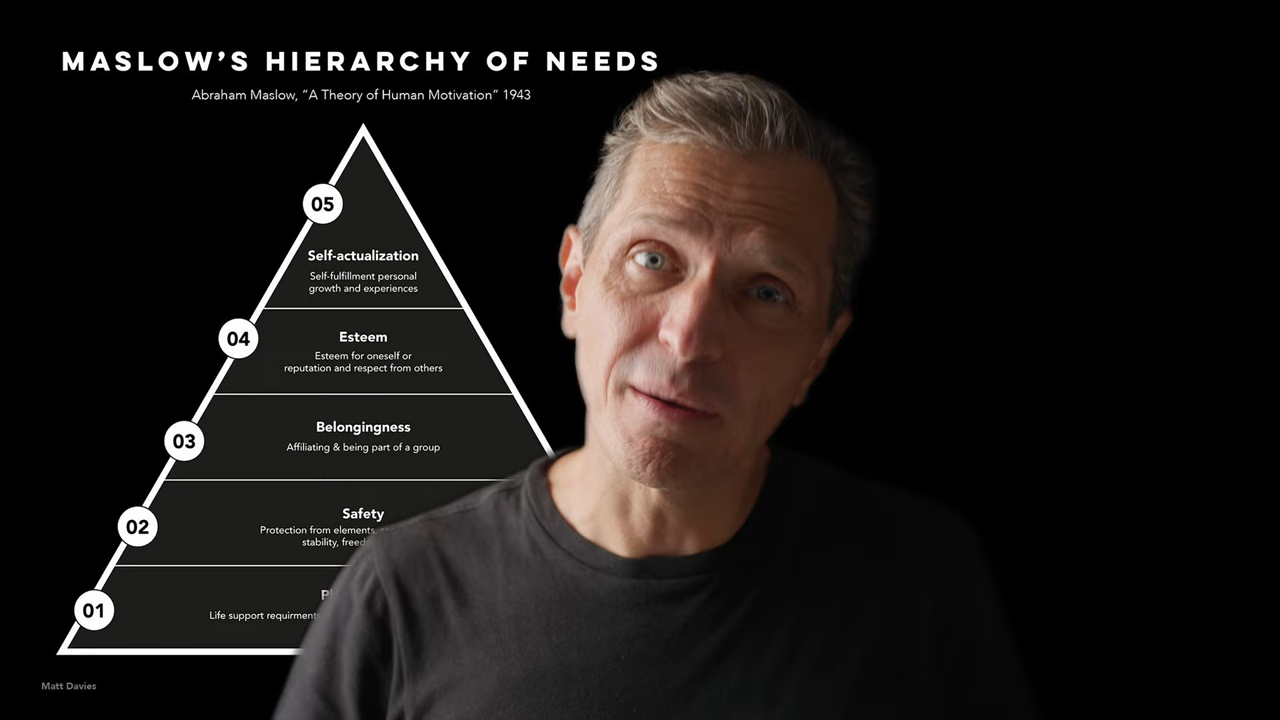 MASLOW’S HIERARCHY OF NEEDS
Abraham Maslow, “A Theory of Human Motivation” 1943
05
Self-actualization
Self-fulfillment personal
growth and experiences
04
Esteem
Esteem for oneself or
reputation and respect from others
03
Belongingness
Affiliating & being part of a group
02
Safety
Protection from elements,
stability,
01
Life support requirments
Matt Davies